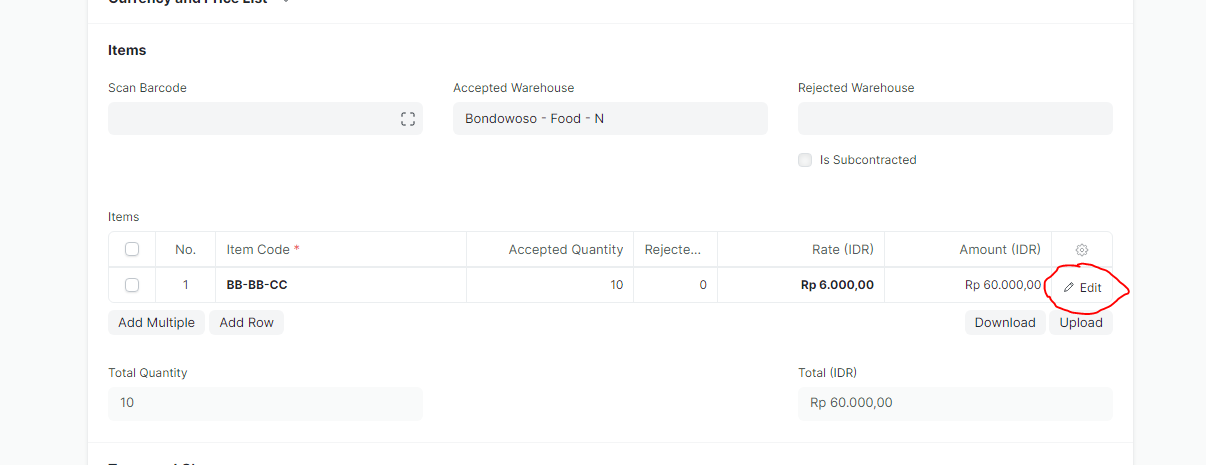 Currency and Price List
Items
Scan Barcode Accepted Warehouse Rejected Warehouse
Bondowoso - Food - N
Is Subcontracted
Items
No. Item Code * Accepted Quantity Rejecte... Rate (IDR) Amount (IDR)
1 BB-BB-CC 10 0 Rp 6.000,00 Rp 60.000,00 Edit
Add Multiple Add Row Download Upload
Total Quantity Total (IDR)
10 Rp 60.000,00